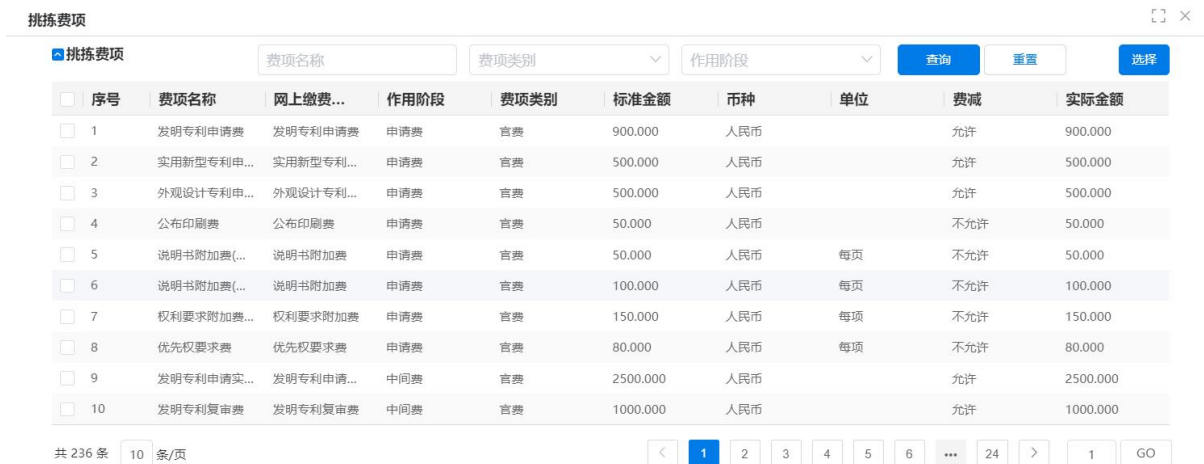 挑拣费项
挑拣费项 费项名称 费项类别 作用阶段 查询 重置 选择
序号 费项名称 网上缴费... 作用阶段 费项类别 标准金额 币种 单位 费减 实际金额
1 发明专利申请费 发明专利申请费 申请费 官费 900.000 人民币 允许 900.000
2 实用新型专利申... 实用新型专利... 申请费 官费 500.000 人民币 允许 500.000
3 外观设计专利申... 外观设计专利... 申请费 官费 500.000 人民币 允许 500.000
4 公布印刷费 公布印刷费 申请费 官费 50.000 人民币 不允许 50.000
5 说明书附加费(... 说明书附加费 申请费 官费 50.000 人民币 每页 不允许 50.000
6 说明书附加费(... 说明书附加费 申请费 官费 100.000 人民币 每页 不允许 100.000
7 权利要求附加费... 权利要求附加费 申请费 官费 150.000 人民币 每项 不允许 150.000
8 优先权要求费 优先权要求费 申请费 官费 80.000 人民币 每项 不允许 80.000
9 发明专利申请实... 发明专利申请... 中间费 官费 2500.000 人民币 允许 2500.000
10 发明专利复审费 发明专利复审费 中间费 官费 1000.000 人民币 允许 1000.000
共 236 条 10 条/页 < 1 2 3 4 5 6 ••• 24 > 1 GO